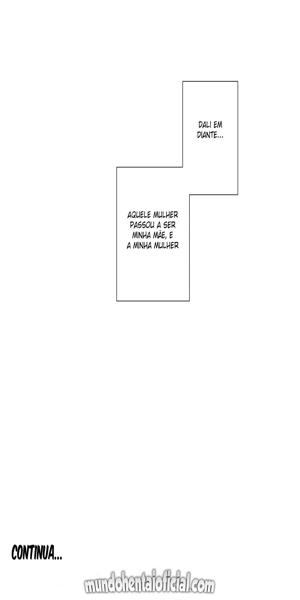 DALI EM
DIANTE...
AQUELE MULHER
PASSOU A SER
MINHA MÃE, E
A MINHA MULHER
CONTINUA...
mundohentaioficial.com